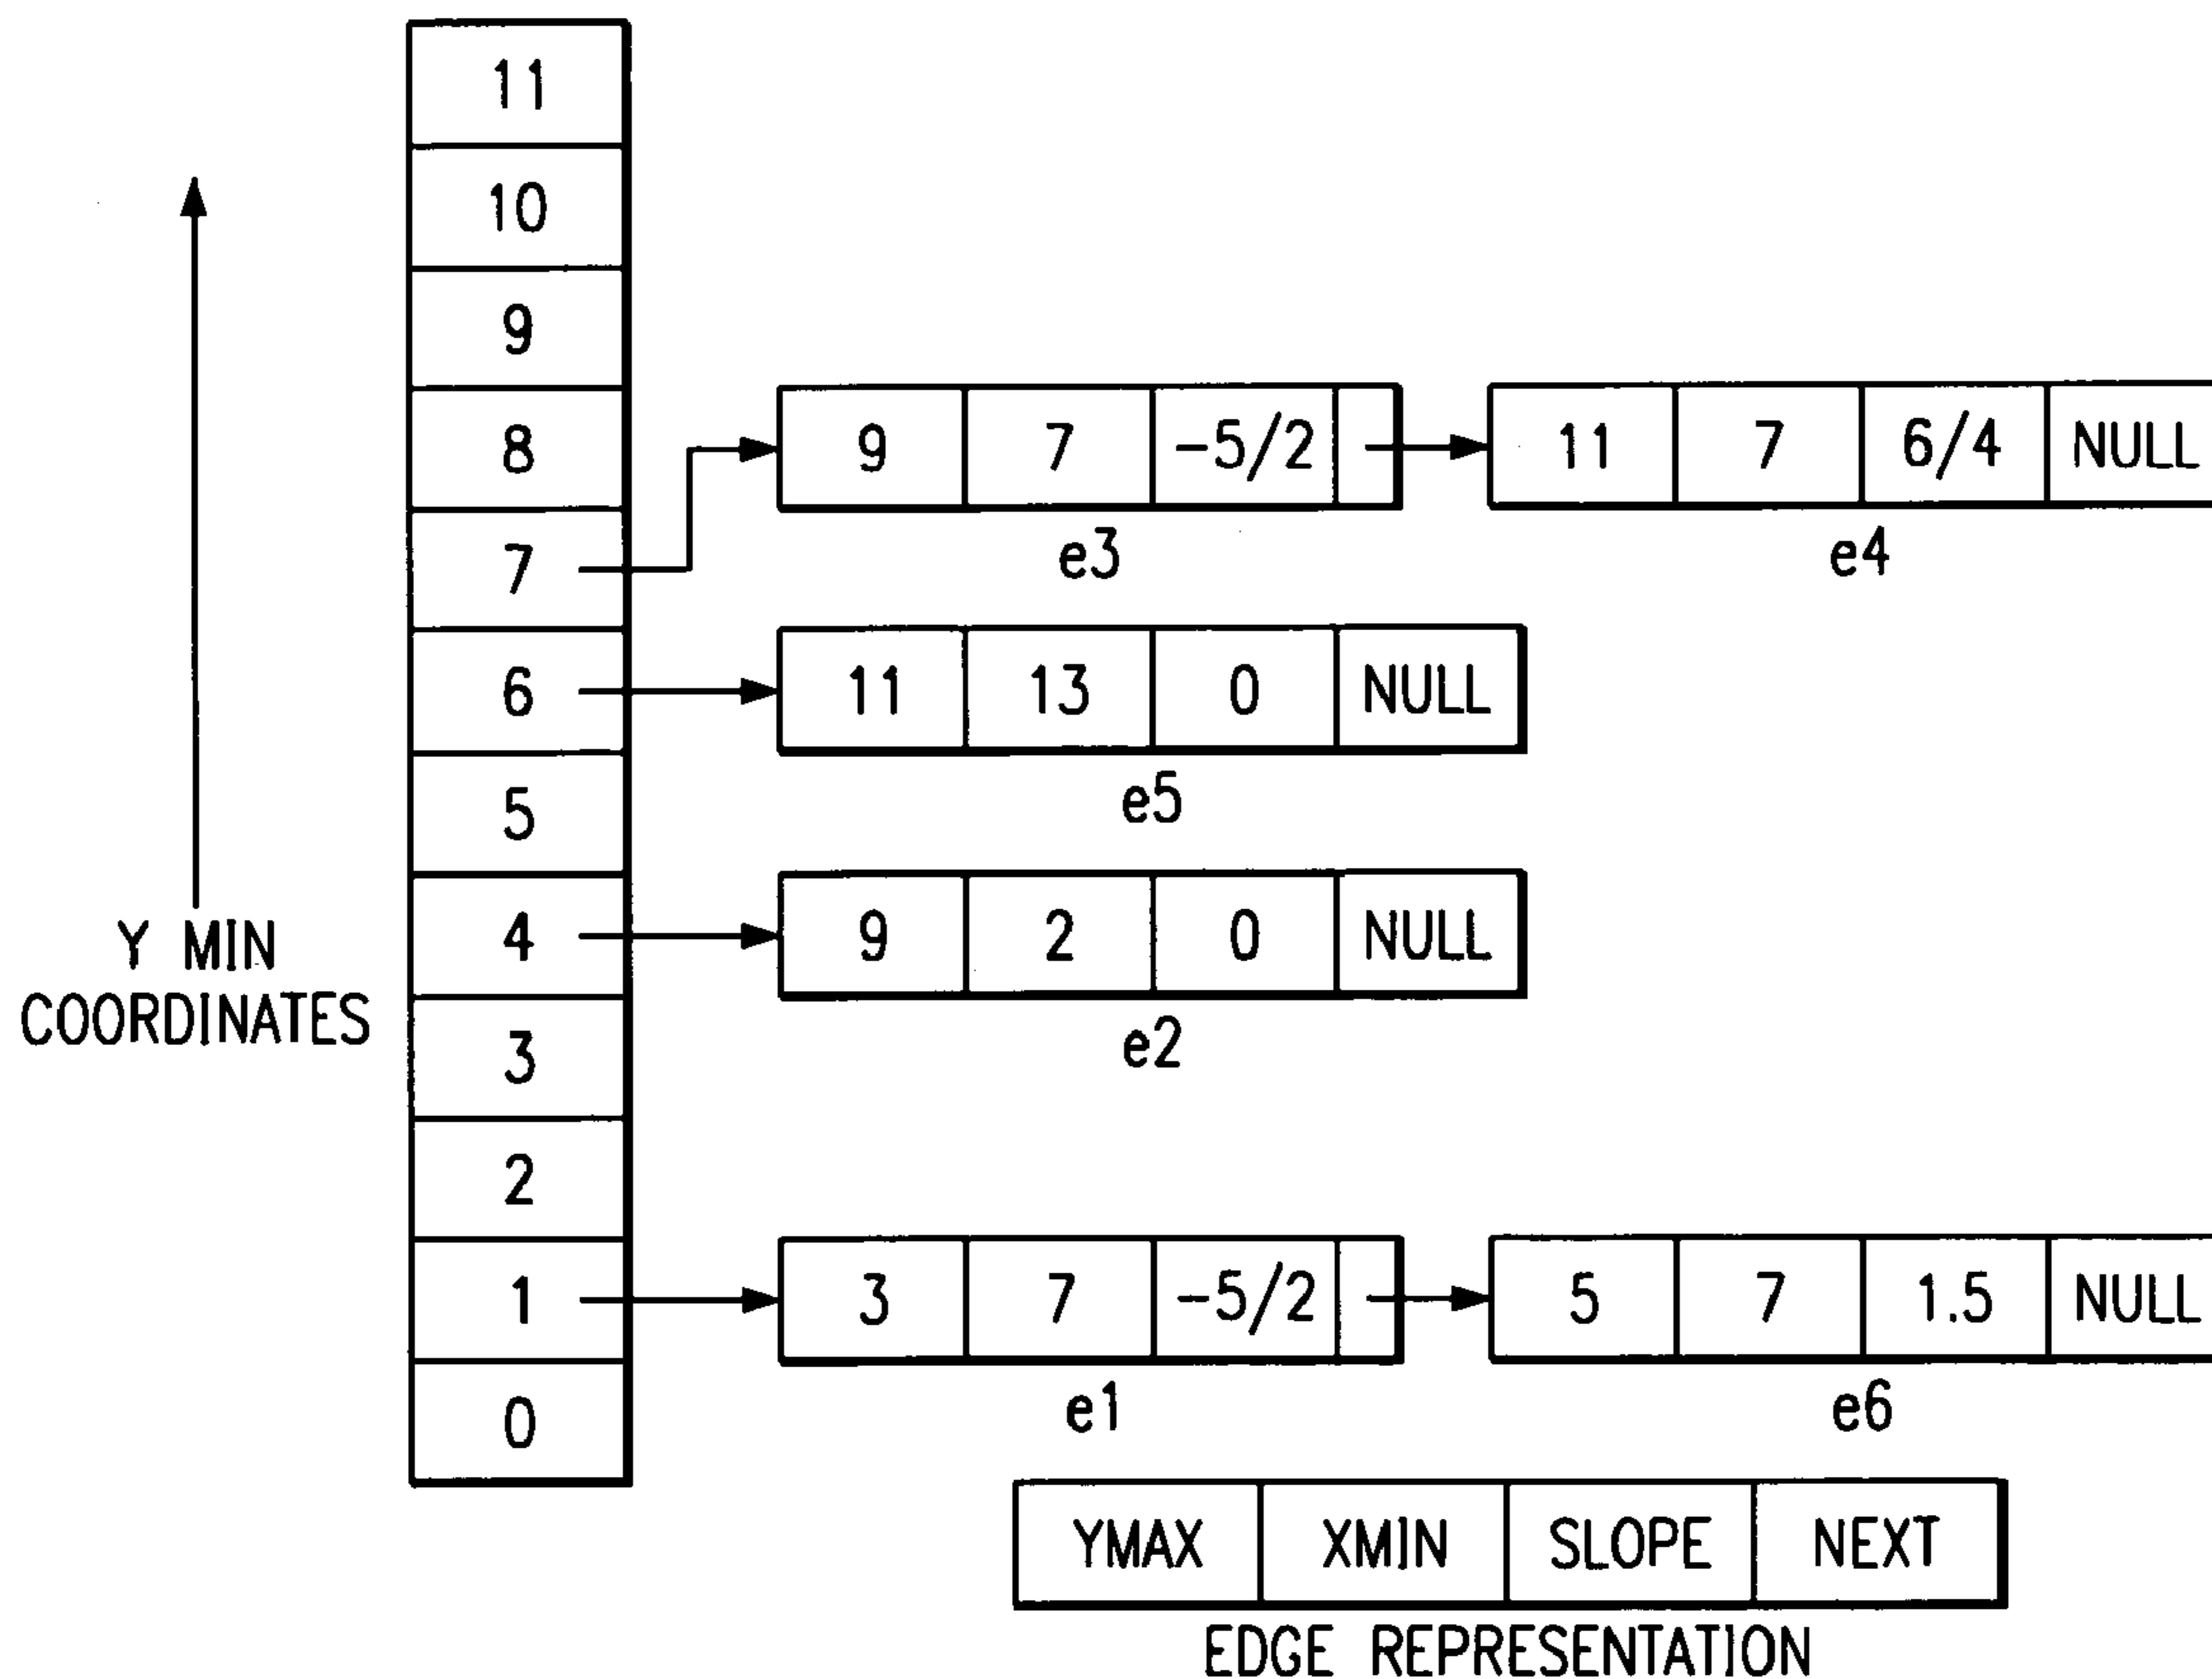 11
10
9
8
9 7 -5/2
11 7 6/4 NULL
7
e3
e4
6
11 13 0 NULL
5
e5
4
9 2 0 NULL
Y MIN
COORDINATES
3
e2
2
1
3 7 -5/2
5 7 1.5 NULL
0
e1
e6
YMAX XMIN SLOPE NEXT
EDGE REPRESENTATION